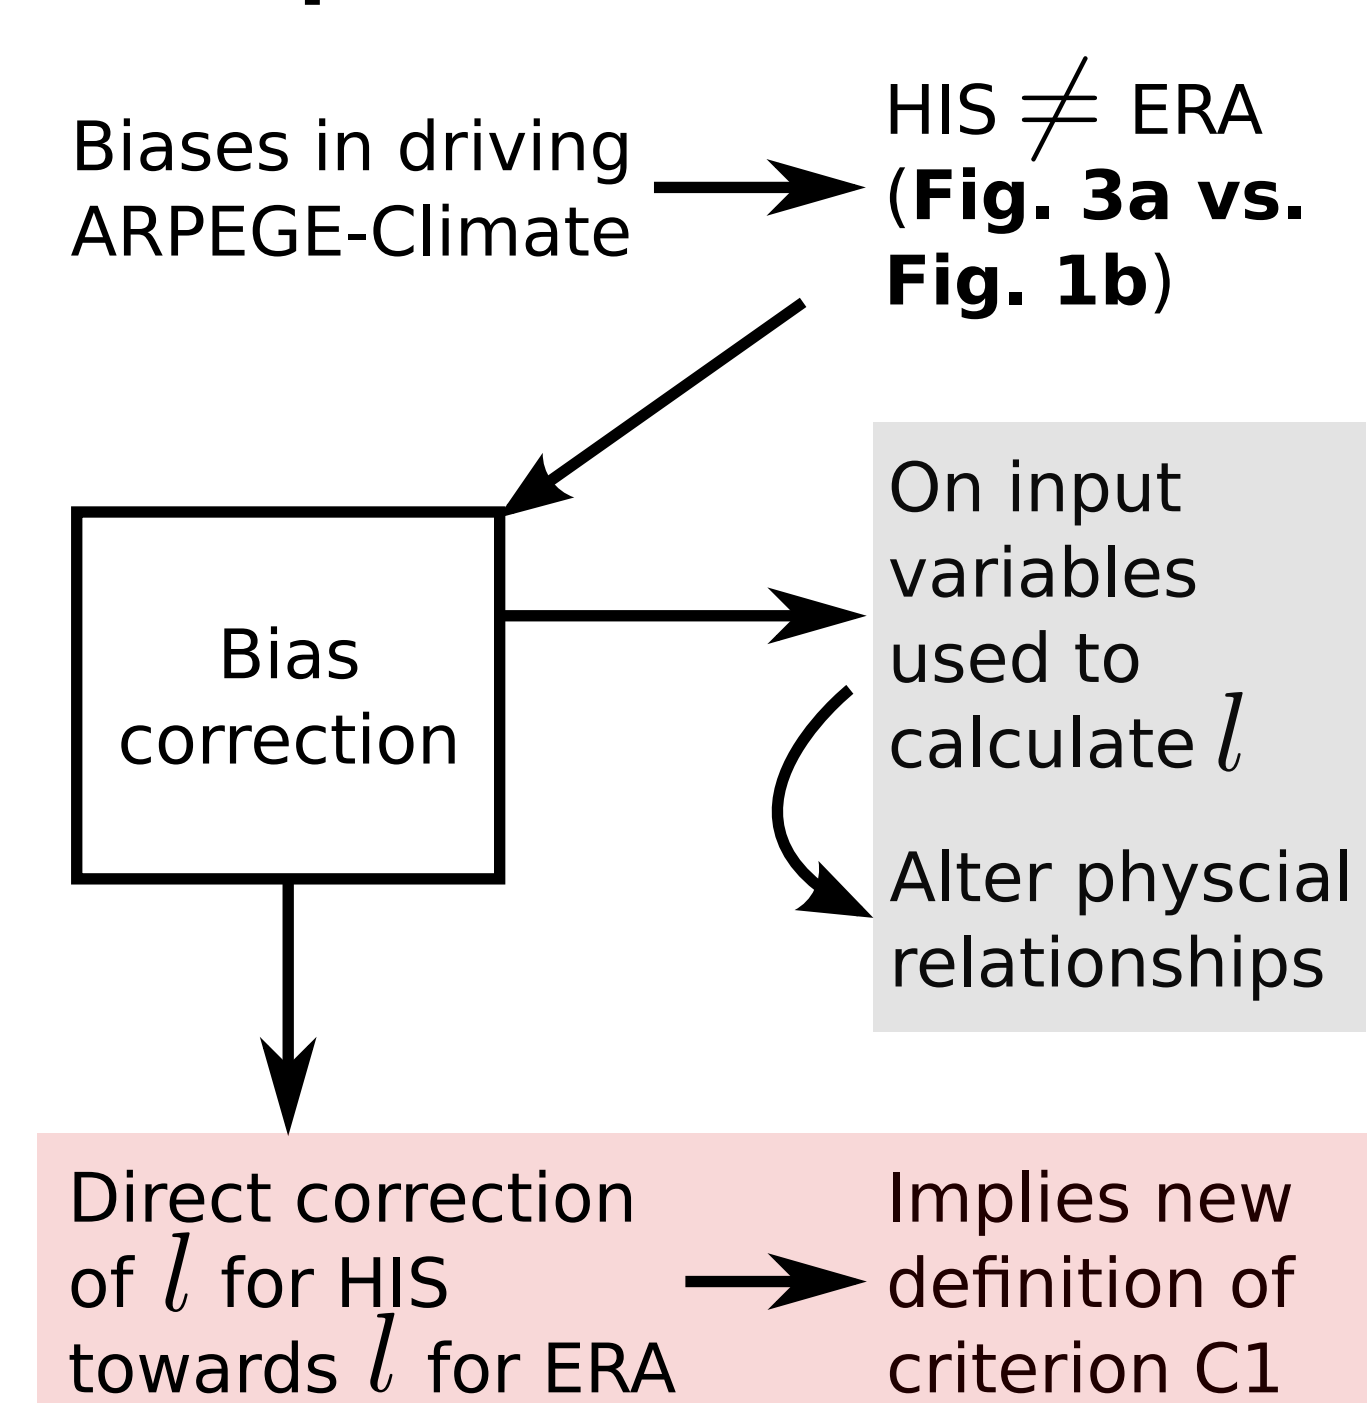 Biases in driving
ARPEGE-Climate
HIS ≠ ERA
(Fig. 3a vs.
Fig. 1b)
Bias
correction
On input
variables
used to
calculate l
Alter physcial
relationships
Direct correction
of l for HIS
towards l for ERA
Implies new
definition of
criterion C1